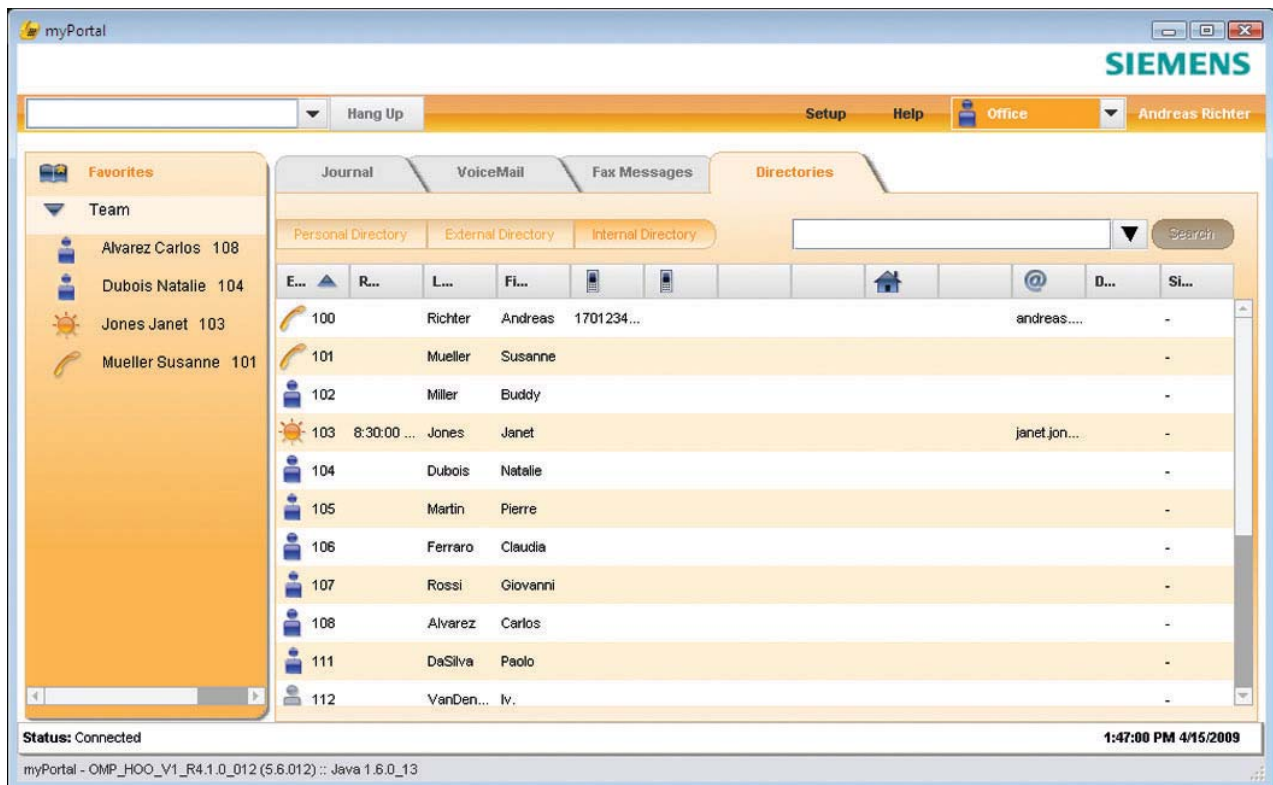 myPortal
SIEMENS
Hang Up Setup Help Office Andreas Richter
Favorites
Team
Alvarez Carlos 108
Dubois Natalie 104
Jones Janet 103
Mueller Susanne 101
Journal VoiceMail Fax Messages Directories
Personal Directory External Directory Internal Directory Search
E... R... L... Fi... @ D... Si...
100 Richter Andreas 1701234... andreas.... -
101 Mueller Susanne -
102 Miller Buddy -
103 8:30:00 ... Jones Janet janet.jon... -
104 Dubois Natalie -
105 Martin Pierre -
106 Ferraro Claudia -
107 Rossi Giovanni -
108 Alvarez Carlos -
111 DaSilva Paolo -
112 VanDen... Iv. -
Status: Connected 1:47:00 PM 4/15/2009
myPortal - OMP_HOO_V1_R4.1.0_012 (5.6.012) :: Java 1.6.0_13